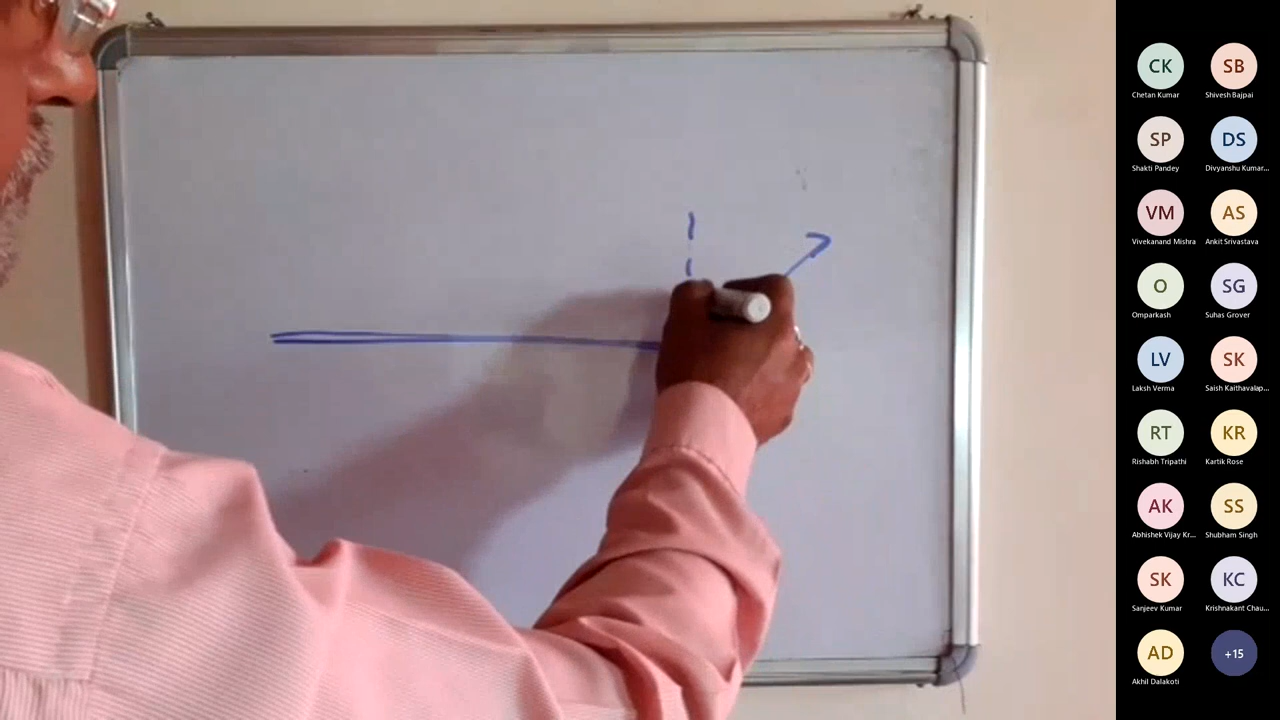 CK SB
Chetan Kumar Shivesh Bajpai
SP DS
Shakti Pandey Divyanshu Kumar...
VM AS
Vivekanand Mishra Ankit Srivastava
O SG
Omparkash Suhas Grover
LV SK
Laksh Verma Saish Kaithavalap...
RT KR
Rishabh Tripathi Kartik Rose
AK SS
Abhishek Vijay Kr... Shubham Singh
SK KC
Sanjeev Kumar Krishnakant Chau...
AD +15
Akhil Dalakoti